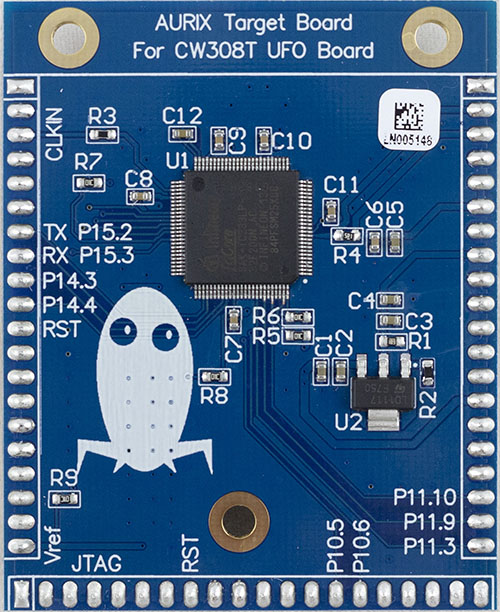 AURIX Target Board
For CW308T UFO Board
CLKIN
R3
C12
C9
C10
LN005148
U1
R7
C8
C11
C6
C5
R4
TX P15.2
RX P15.3
P14.3
P14.4
RST
C4
C3
R1
R6
R5
C7
C1
C2
R8
R2
LD1117
U2
R9
Vref
JTAG
RST
P10.5
P10.6
P11.10
P11.9
P11.3